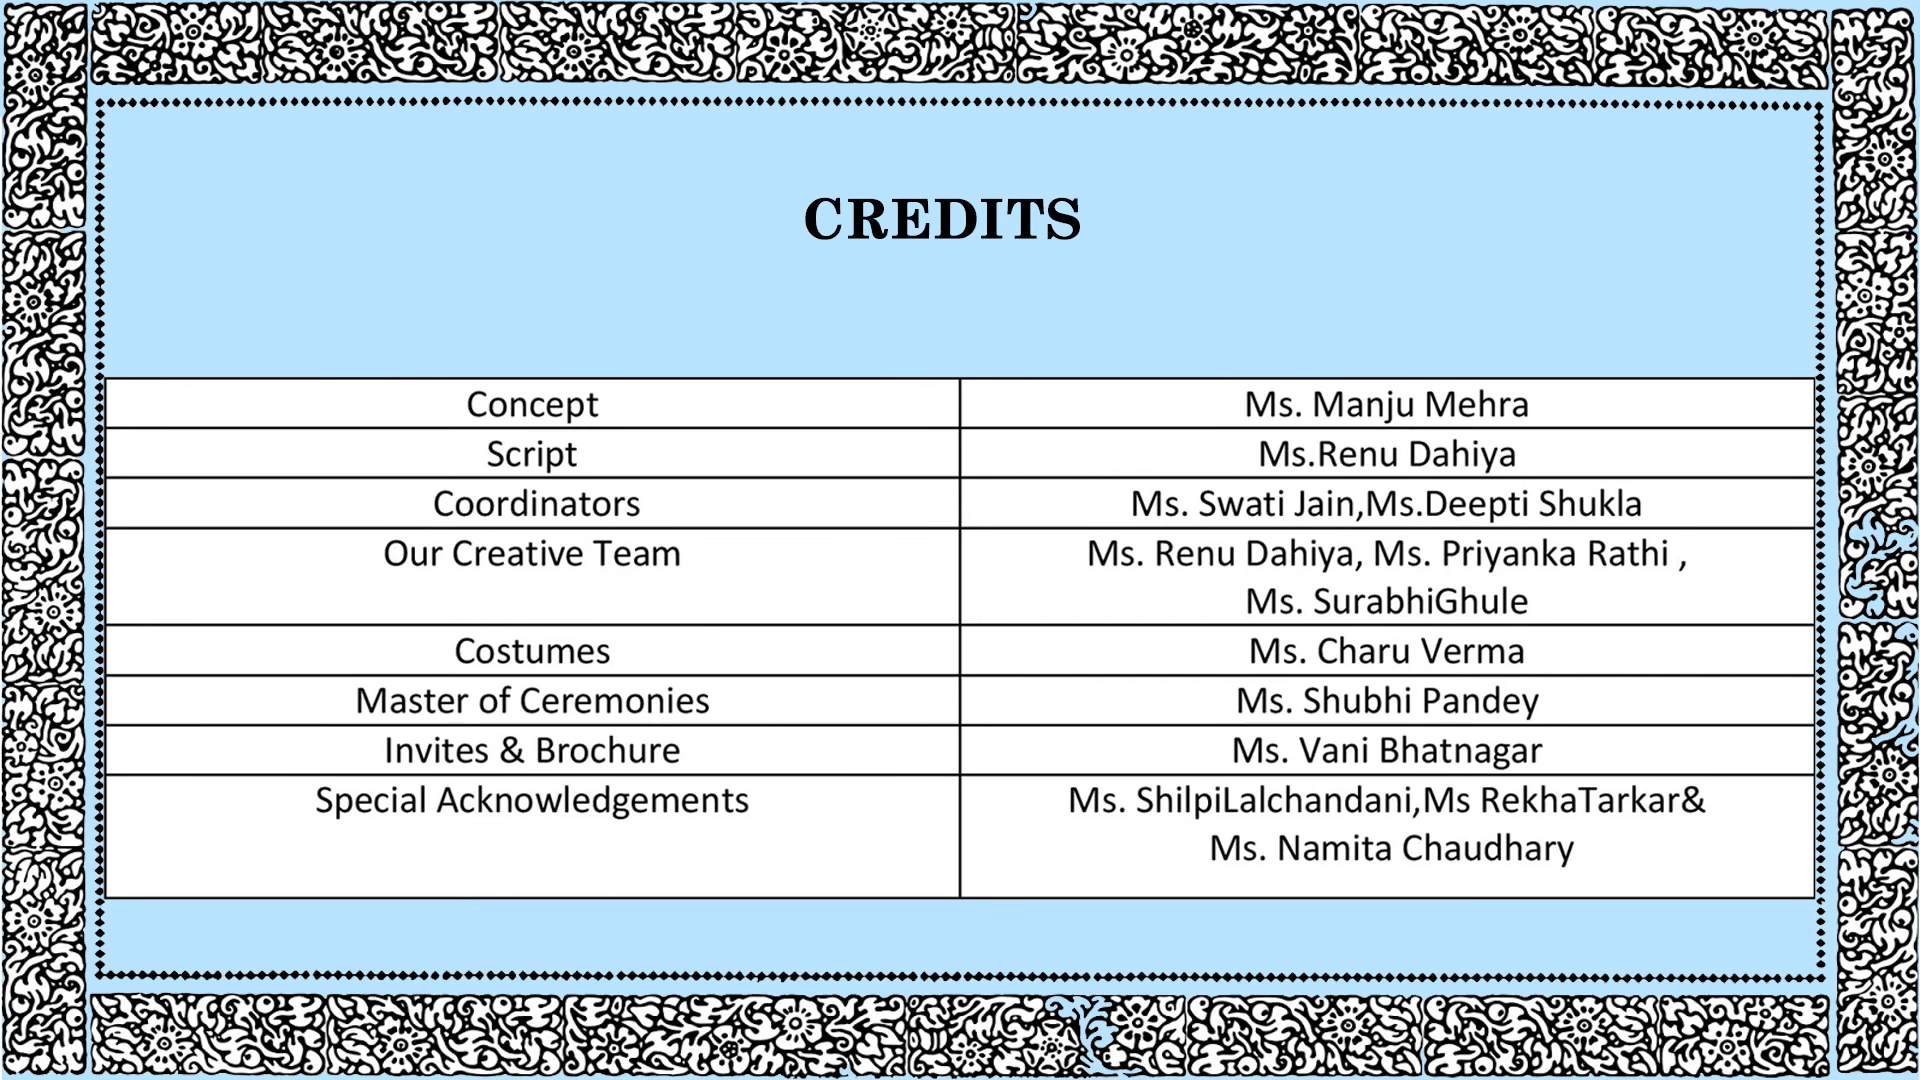 CREDITS
Concept
Ms. Manju Mehra
Script
Ms.Renu Dahiya
Coordinators
Ms. Swati Jain,Ms.Deepti Shukla
Our Creative Team
Ms. Renu Dahiya, Ms. Priyanka Rathi ,
Ms. SurabhiGhule
Costumes
Ms. Charu Verma
Master of Ceremonies
Ms. Shubhi Pandey
Invites & Brochure
Ms. Vani Bhatnagar
Special Acknowledgements
Ms. ShilpiLalchandani,Ms RekhaTarkar&
Ms. Namita Chaudhary